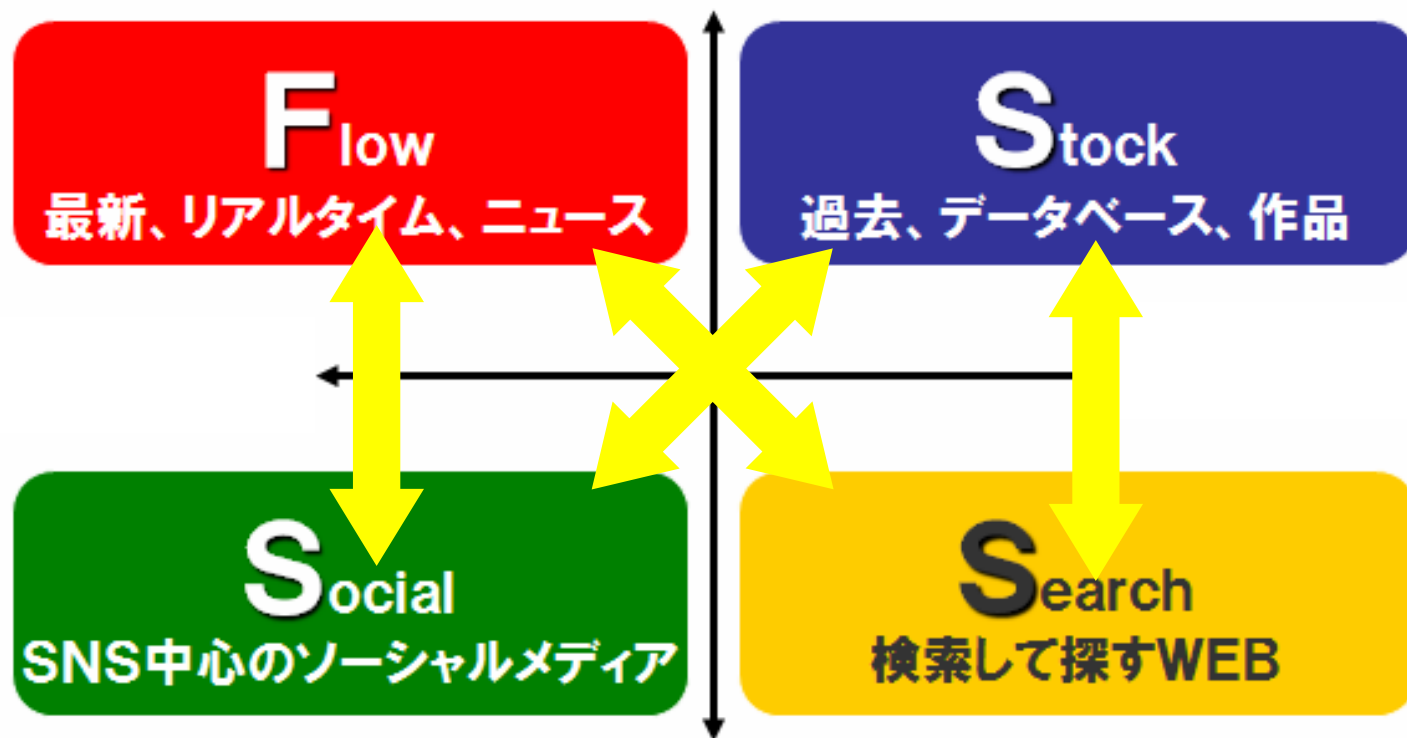 Flow
最新、リアルタイム、ニュース
Stock
過去、データベース、作品
Social
SNS中心のソーシャルメディア
Search
検索して探すWEB